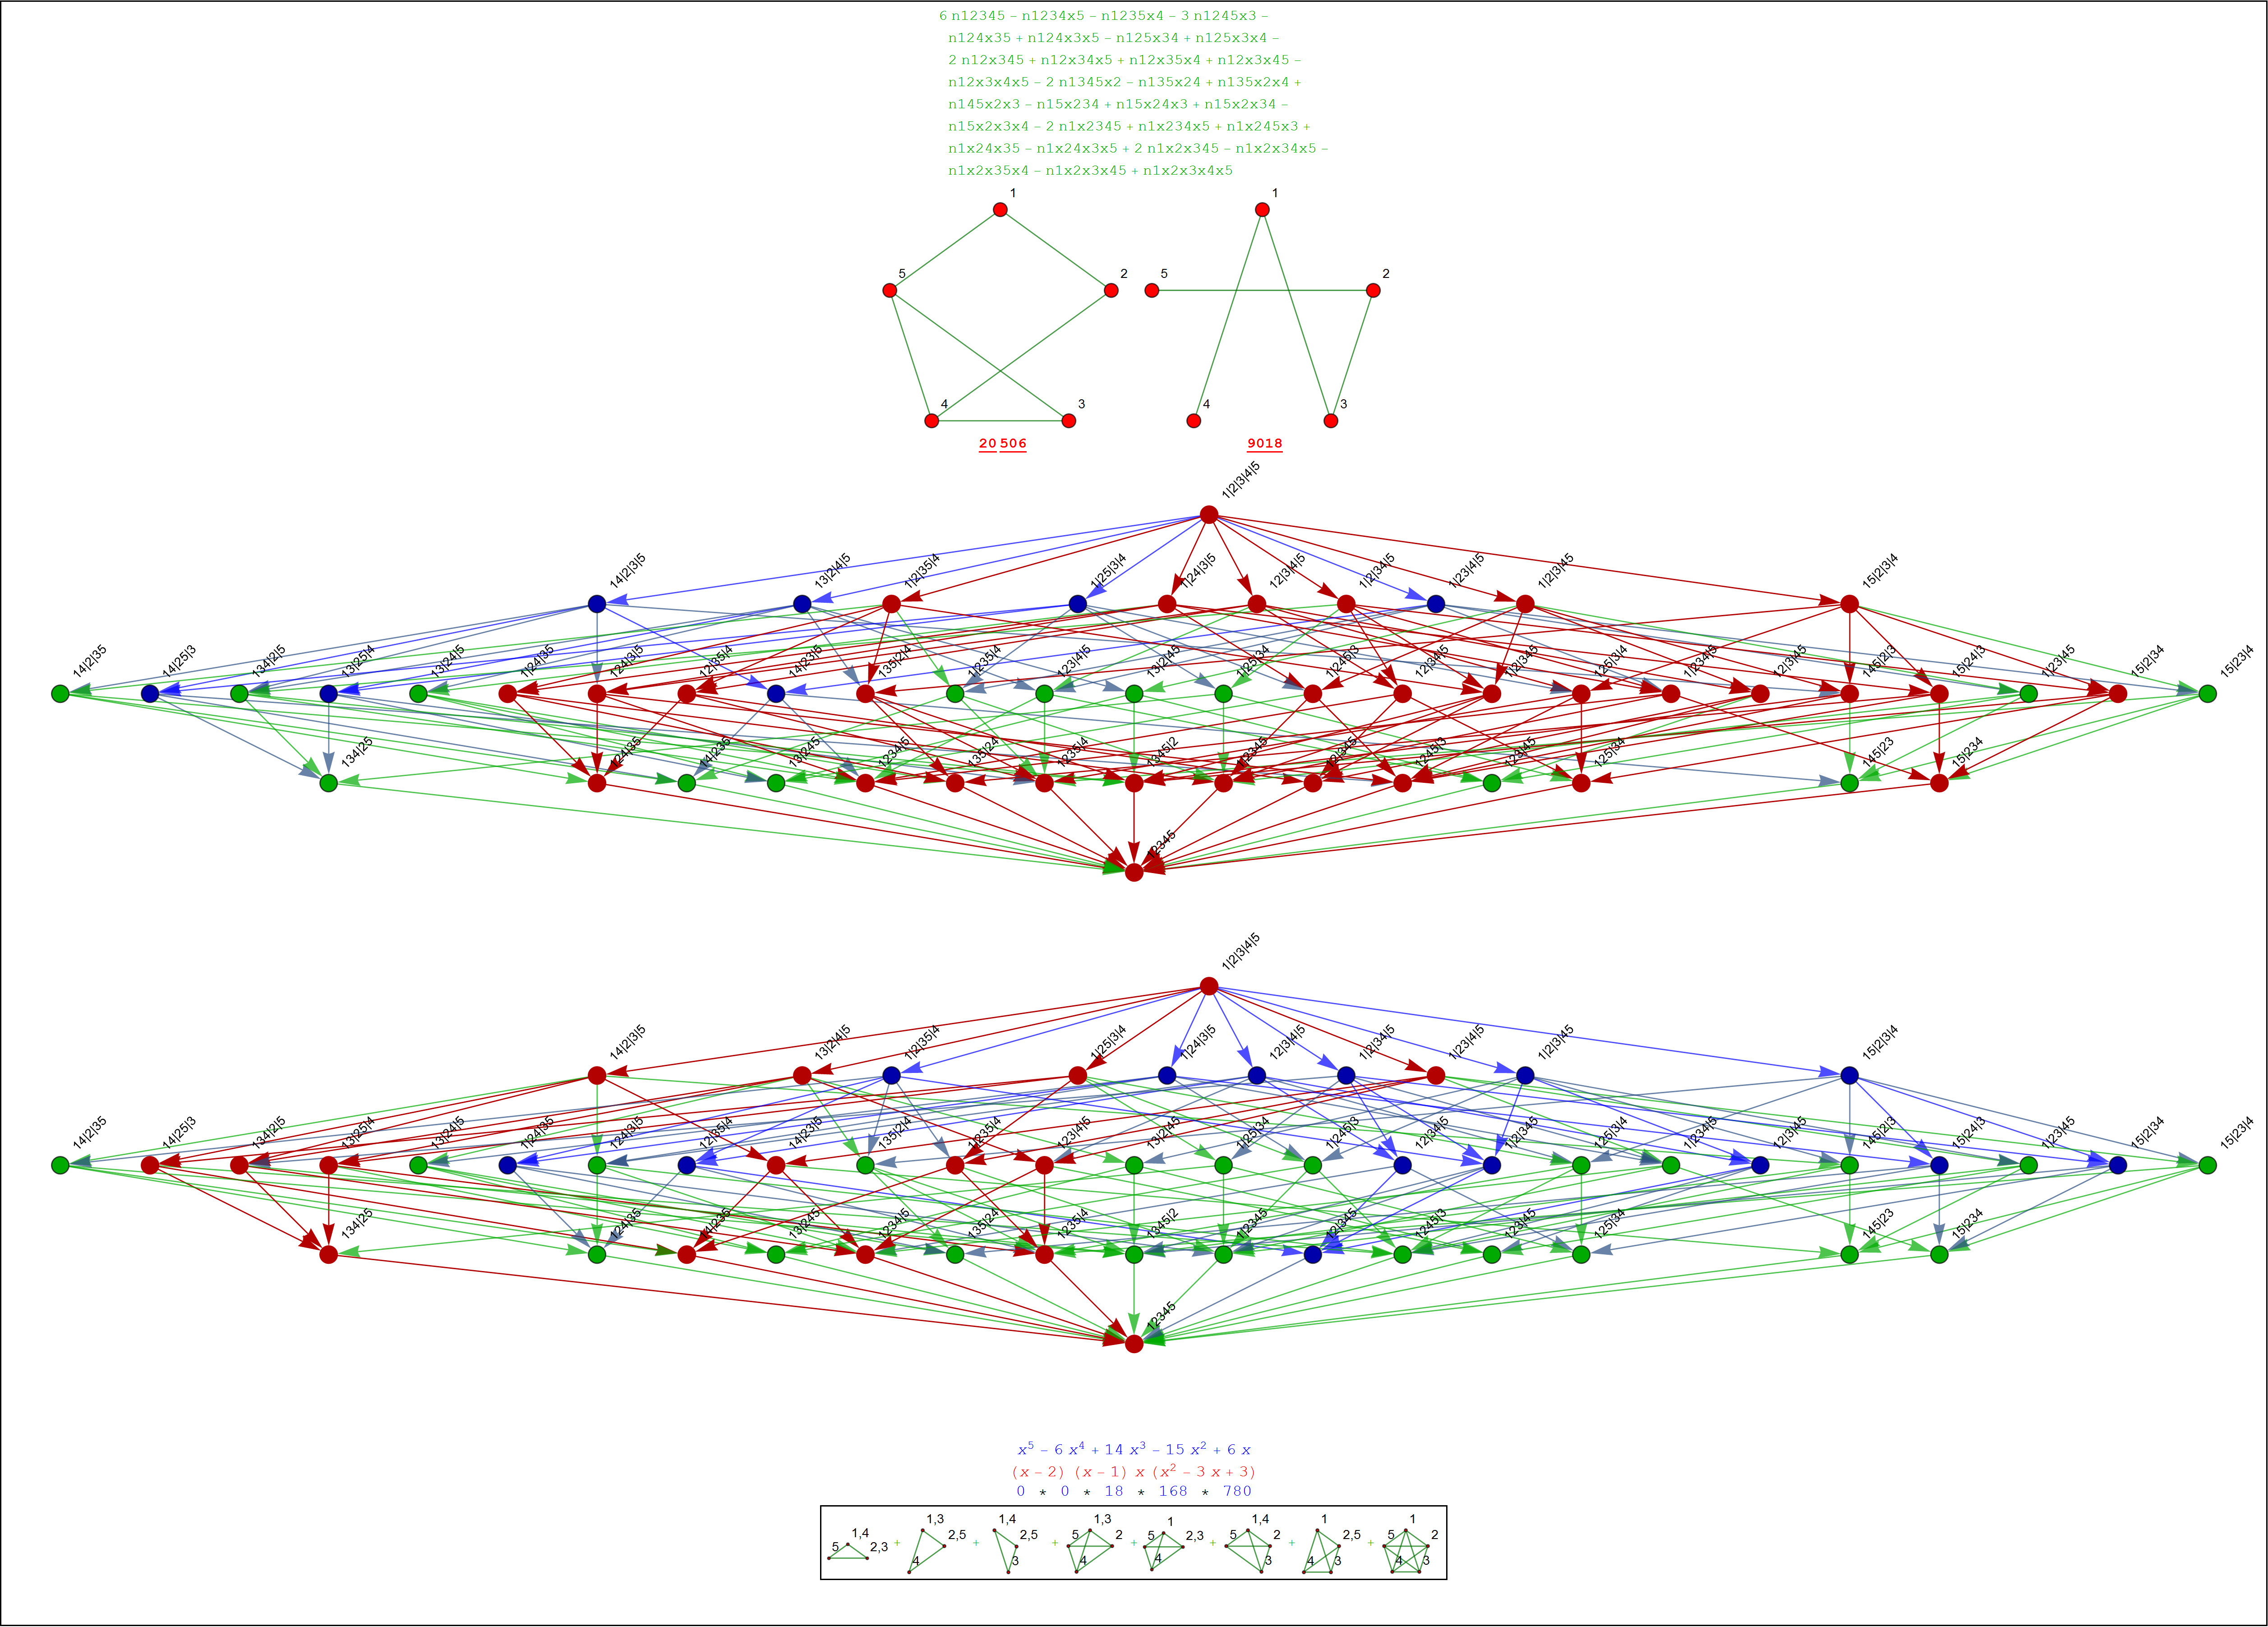 6 n12345 – n1234x5 – n1235x4 – 3 n1245x3 –
n124x35 + n124x3x5 – n125x34 + n125x3x4 –
2 n12x345 + n12x34x5 + n12x35x4 + n12x3x45 –
n12x3x4x5 – 2 n1345x2 – n135x24 + n135x2x4 +
n145x2x3 – n15x234 + n15x24x3 + n15x2x34 –
n15x2x3x4 – 2 n1x2345 + n1x234x5 + n1x245x3 +
n1x24x35 – n1x24x3x5 + 2 n1x2x345 – n1x2x34x5 –
n1x2x35x4 – n1x2x3x45 + n1x2x3x4x5
1 1
5 2 5 2
4 3 4 3
20 506 9018
1|2|3|4|5
14|2|3|5 13|2|4|5 1|2|35|4 1|25|3|4 1|24|3|5 12|3|4|5 1|2|34|5 1|23|4|5 1|2|3|45 15|2|3|4
14|2|35 14|25|3 134|2|5 13|25|4 13|24|5 1|24|35 124|3|5 12|35|4 14|23|5 135|2|4 1|235|4 123|4|5 13|2|45 1|25|34 1|245|3 12|34|5 1|2|345 125|3|4 1|234|5 12|3|45 145|2|3 15|24|3 1|23|45 15|2|34 15|23|4
134|25 124|35 14|235 13|245 1234|5 135|24 1235|4 1345|2 1|2345 12|345 1245|3 123|45 125|34 145|23 15|234
12345
1|2|3|4|5
14|2|3|5 13|2|4|5 1|2|35|4 1|25|3|4 1|24|3|5 12|3|4|5 1|2|34|5 1|23|4|5 1|2|3|45 15|2|3|4
14|2|35 14|25|3 134|2|5 13|25|4 13|24|5 1|24|35 124|3|5 12|35|4 14|23|5 135|2|4 1|235|4 123|4|5 13|2|45 1|25|34 1|245|3 12|34|5 1|2|345 125|3|4 1|234|5 12|3|45 145|2|3 15|24|3 1|23|45 15|2|34 15|23|4
134|25 124|35 14|235 13|245 1234|5 135|24 1235|4 1345|2 1|2345 12|345 1245|3 123|45 125|34 145|23 15|234
12345
x⁵ – 6 x⁴ + 14 x³ – 15 x² + 6 x
(x – 2) (x – 1) x (x² – 3 x + 3)
0 * 0 * 18 * 168 * 780
5 1,4 2,3 + 1,3 2,5 4 + 1,4 2,5 3 + 5 1,3 2 4 + 5 1 2,3 4 + 5 1,4 2 3 + 1 2,5 4 3 + 5 1 2 4 3